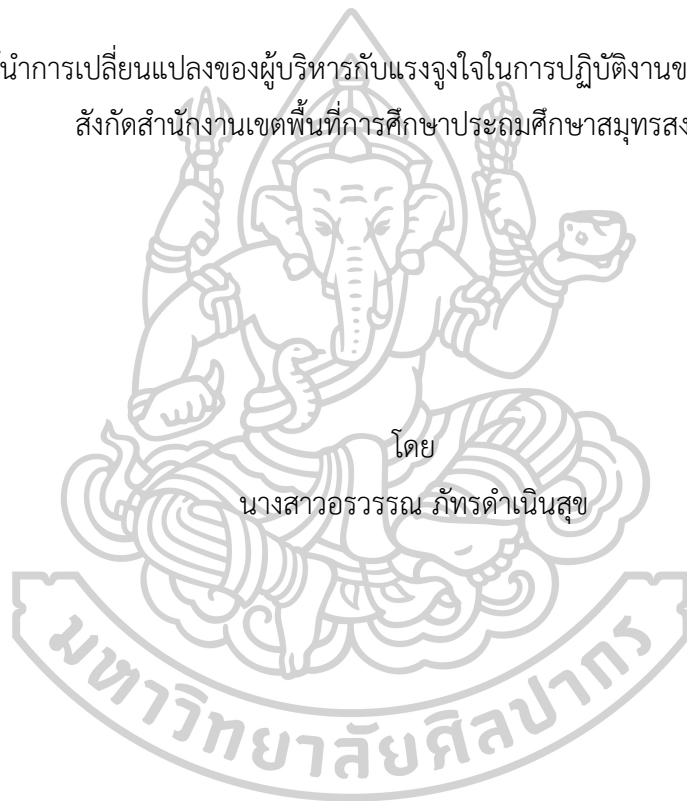 นำการเปลี่ยนแปลงของผู้บริหารกับแรงจูงใจในการปฏิบัติงานข
สังกัดสำนักงานเขตพื้นที่การศึกษาประถมศึกษาสมุทรสง
โดย
นางสาวอรวรรณ ภัทรดำเนินสุข
มหาวิทยาลัยศิลปากร